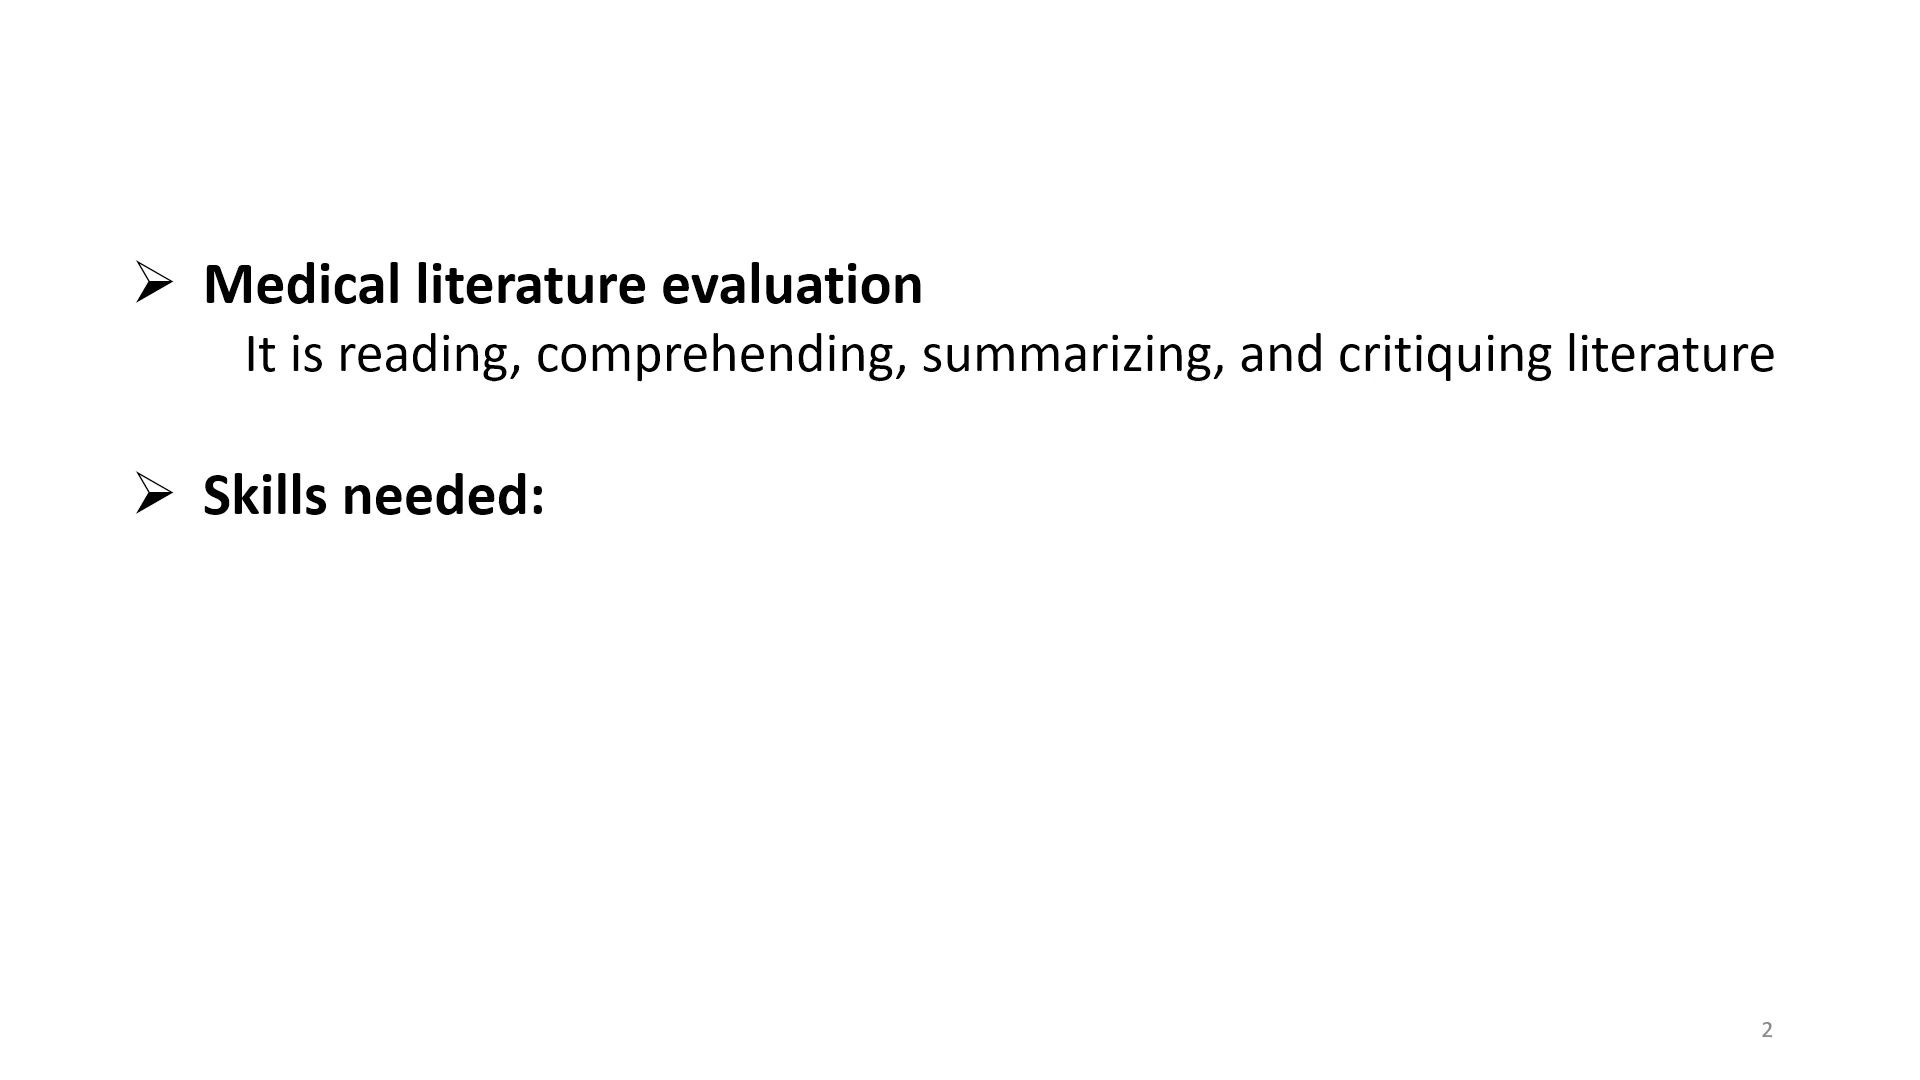 ➢ Medical literature evaluation
It is reading, comprehending, summarizing, and critiquing literature
➢ Skills needed:
2